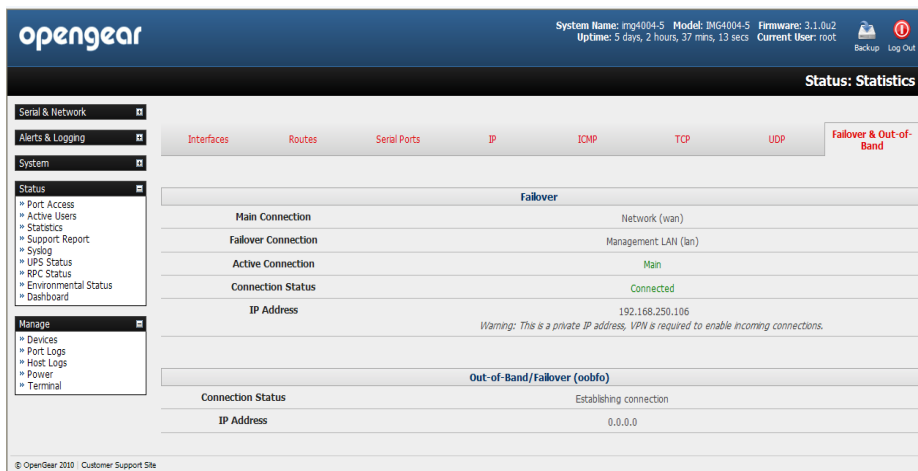 opengear
System Name: img4004-5 Model: IMG4004-5 Firmware: 3.1.0u2
Uptime: 5 days, 2 hours, 37 mins, 13 secs Current User: root
Backup Log Out
Status: Statistics
Serial & Network
Alerts & Logging
System
Status
» Port Access
» Active Users
» Statistics
» Support Report
» Syslog
» UPS Status
» RPC Status
» Environmental Status
» Dashboard
Manage
» Devices
» Port Logs
» Host Logs
» Power
» Terminal
Interfaces Routes Serial Ports IP ICMP TCP UDP Failover & Out-of-
Band
Failover
Main Connection Network (wan)
Failover Connection Management LAN (lan)
Active Connection Main
Connection Status Connected
IP Address 192.168.250.106
Warning: This is a private IP address, VPN is required to enable incoming connections.
Out-of-Band/Failover (oobfo)
Connection Status Establishing connection
IP Address 0.0.0.0
© OpenGear 2010 | Customer Support Site